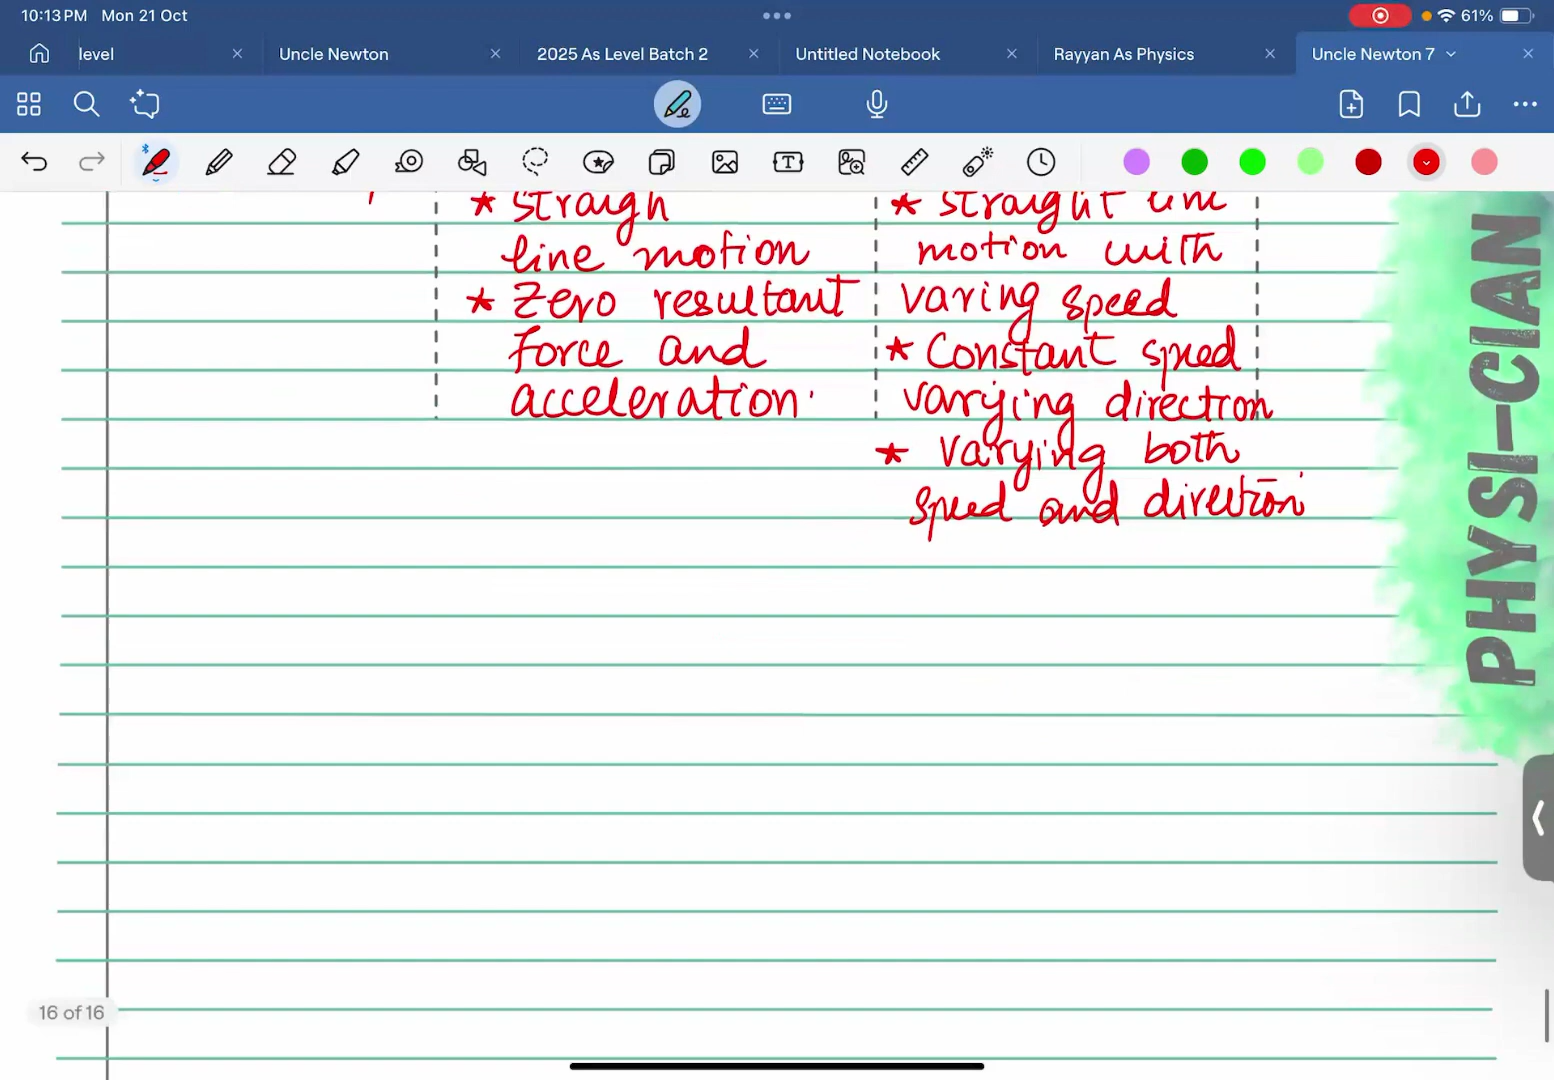 10:13 PM Mon 21 Oct
61%
level
Uncle Newton
2025 As Level Batch 2
Untitled Notebook
Rayyan As Physics
Uncle Newton 7
* straigh
line motion
* Zero resultant
force and
acceleration.
* straight line
motion with
varing speed
* Constant speed
varying direction
* varying both
speed and direction
PHYSI-CIAN
16 of 16